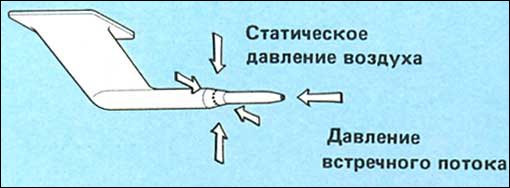 Статическое
давление воздуха
Давление
встречного потока